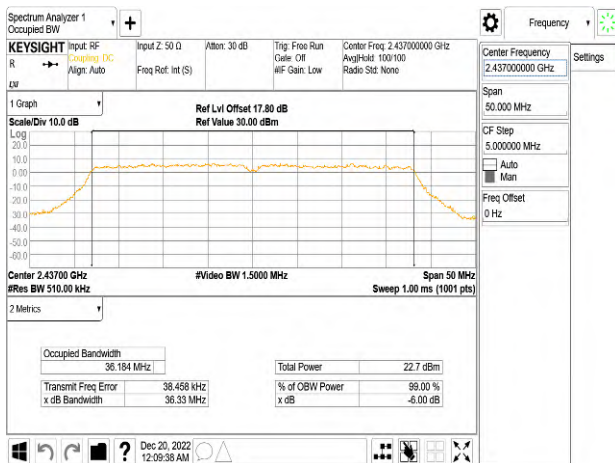 Spectrum Analyzer 1
Occupied BW
Frequency
KEYSIGHT
R
Input: RF
Coupling: DC
Align: Auto
Input Z: 50 Ω
Freq Ref: Int (S)
Atten: 30 dB
Trig: Free Run
Gate: Off
#IF Gain: Low
Center Freq: 2.437000000 GHz
Avg|Hold: 100/100
Radio Std: None
Center Frequency
2.437000000 GHz
Settings
Span
50.000 MHz
CF Step
5.000000 MHz
Auto
Man
Freq Offset
0 Hz
1 Graph
Scale/Div 10.0 dB
Ref Lvl Offset 17.80 dB
Ref Value 30.00 dBm
Log
20.0
10.0
0.00
-10.0
-20.0
-30.0
-40.0
-50.0
-60.0
Center 2.43700 GHz
#Res BW 510.00 kHz
#Video BW 1.5000 MHz
Span 50 MHz
Sweep 1.00 ms (1001 pts)
2 Metrics
Occupied Bandwidth
36.184 MHz
Total Power 22.7 dBm
Transmit Freq Error 38.458 kHz
% of OBW Power 99.00 %
x dB Bandwidth 36.33 MHz
x dB -6.00 dB
Dec 20, 2022
12:09:38 AM